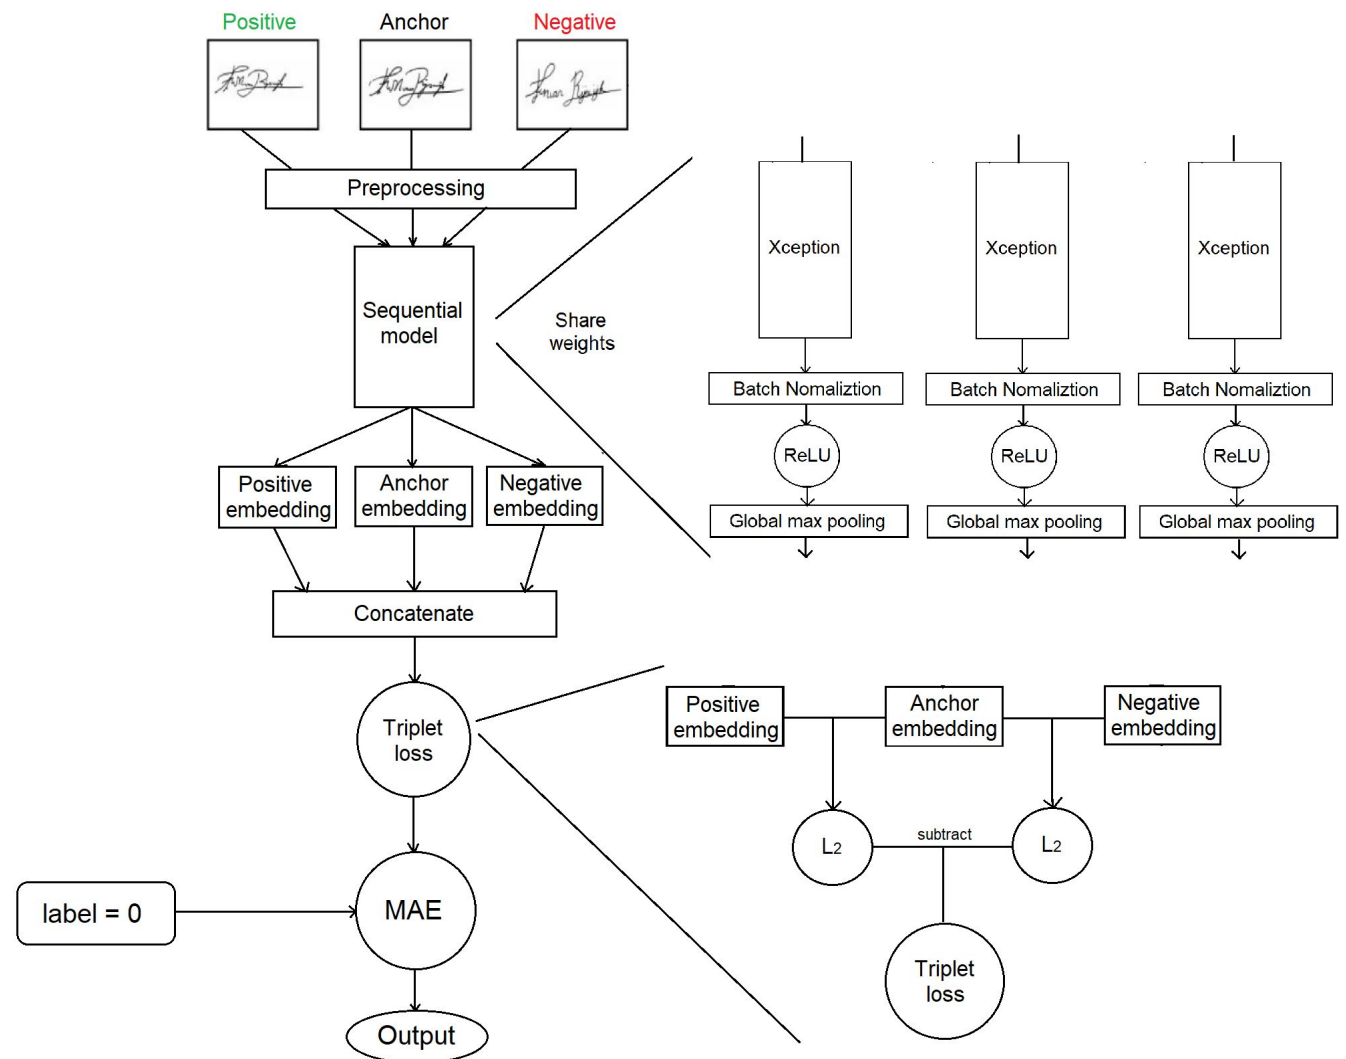 Positive
Anchor
Negative
Preprocessing
Sequential
model
Share
weights
Xception
Xception
Xception
Batch Nomaliztion
Batch Nomaliztion
Batch Nomaliztion
ReLU
ReLU
ReLU
Global max pooling
Global max pooling
Global max pooling
Positive
embedding
Anchor
embedding
Negative
embedding
Concatenate
Triplet
loss
Positive
embedding
Anchor
embedding
Negative
embedding
L2
subtract
L2
Triplet
loss
label = 0
MAE
Output